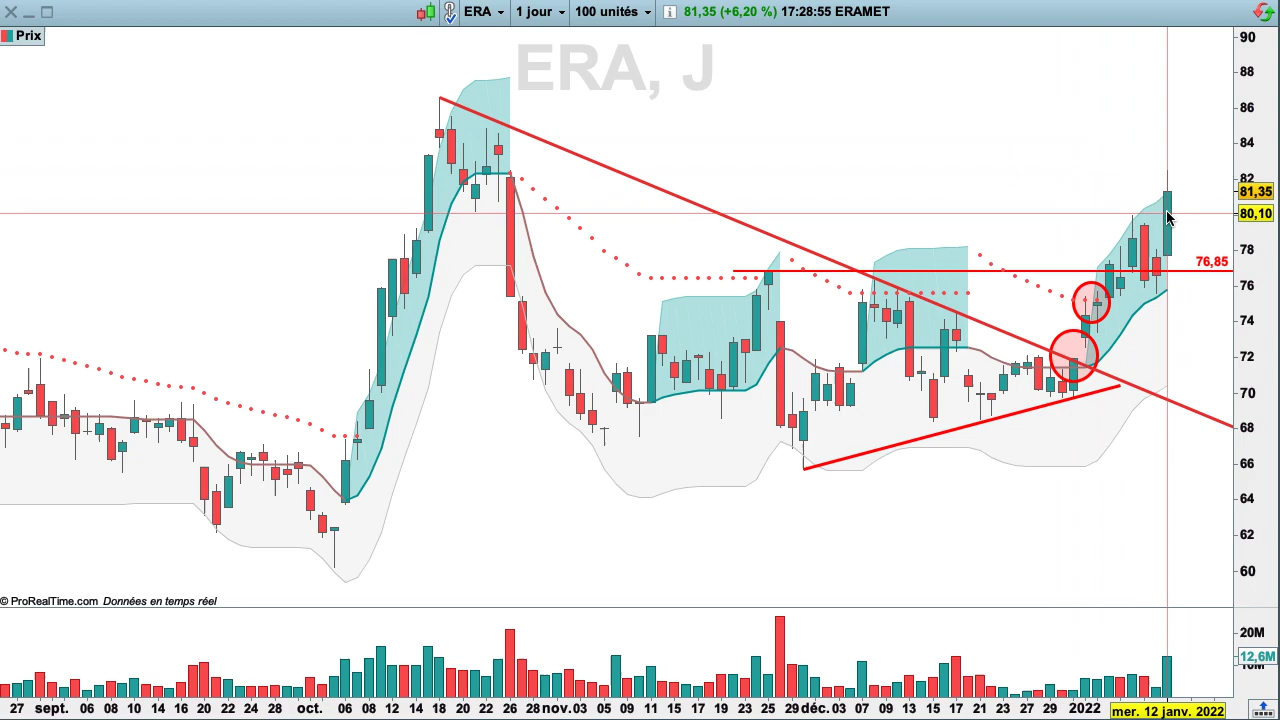 ERA 1 jour 100 unités 81,35 (+6,20 %) 17:28:55 ERAMET
Prix
ERA, J
90
88
86
84
82
81,35
80,10
78
76,85
76
74
72
70
68
66
64
62
60
© ProRealTime.com Données en temps réel
20M
12,6M
10M
27 sept. 06 08 10 14 16 20 22 24 28 oct. 06 08 12 14 18 20 22 26 28 nov. 03 05 09 11 15 17 19 23 25 29 déc. 03 07 09 13 15 17 21 23 27 29 2022 mer. 12 janv. 2022